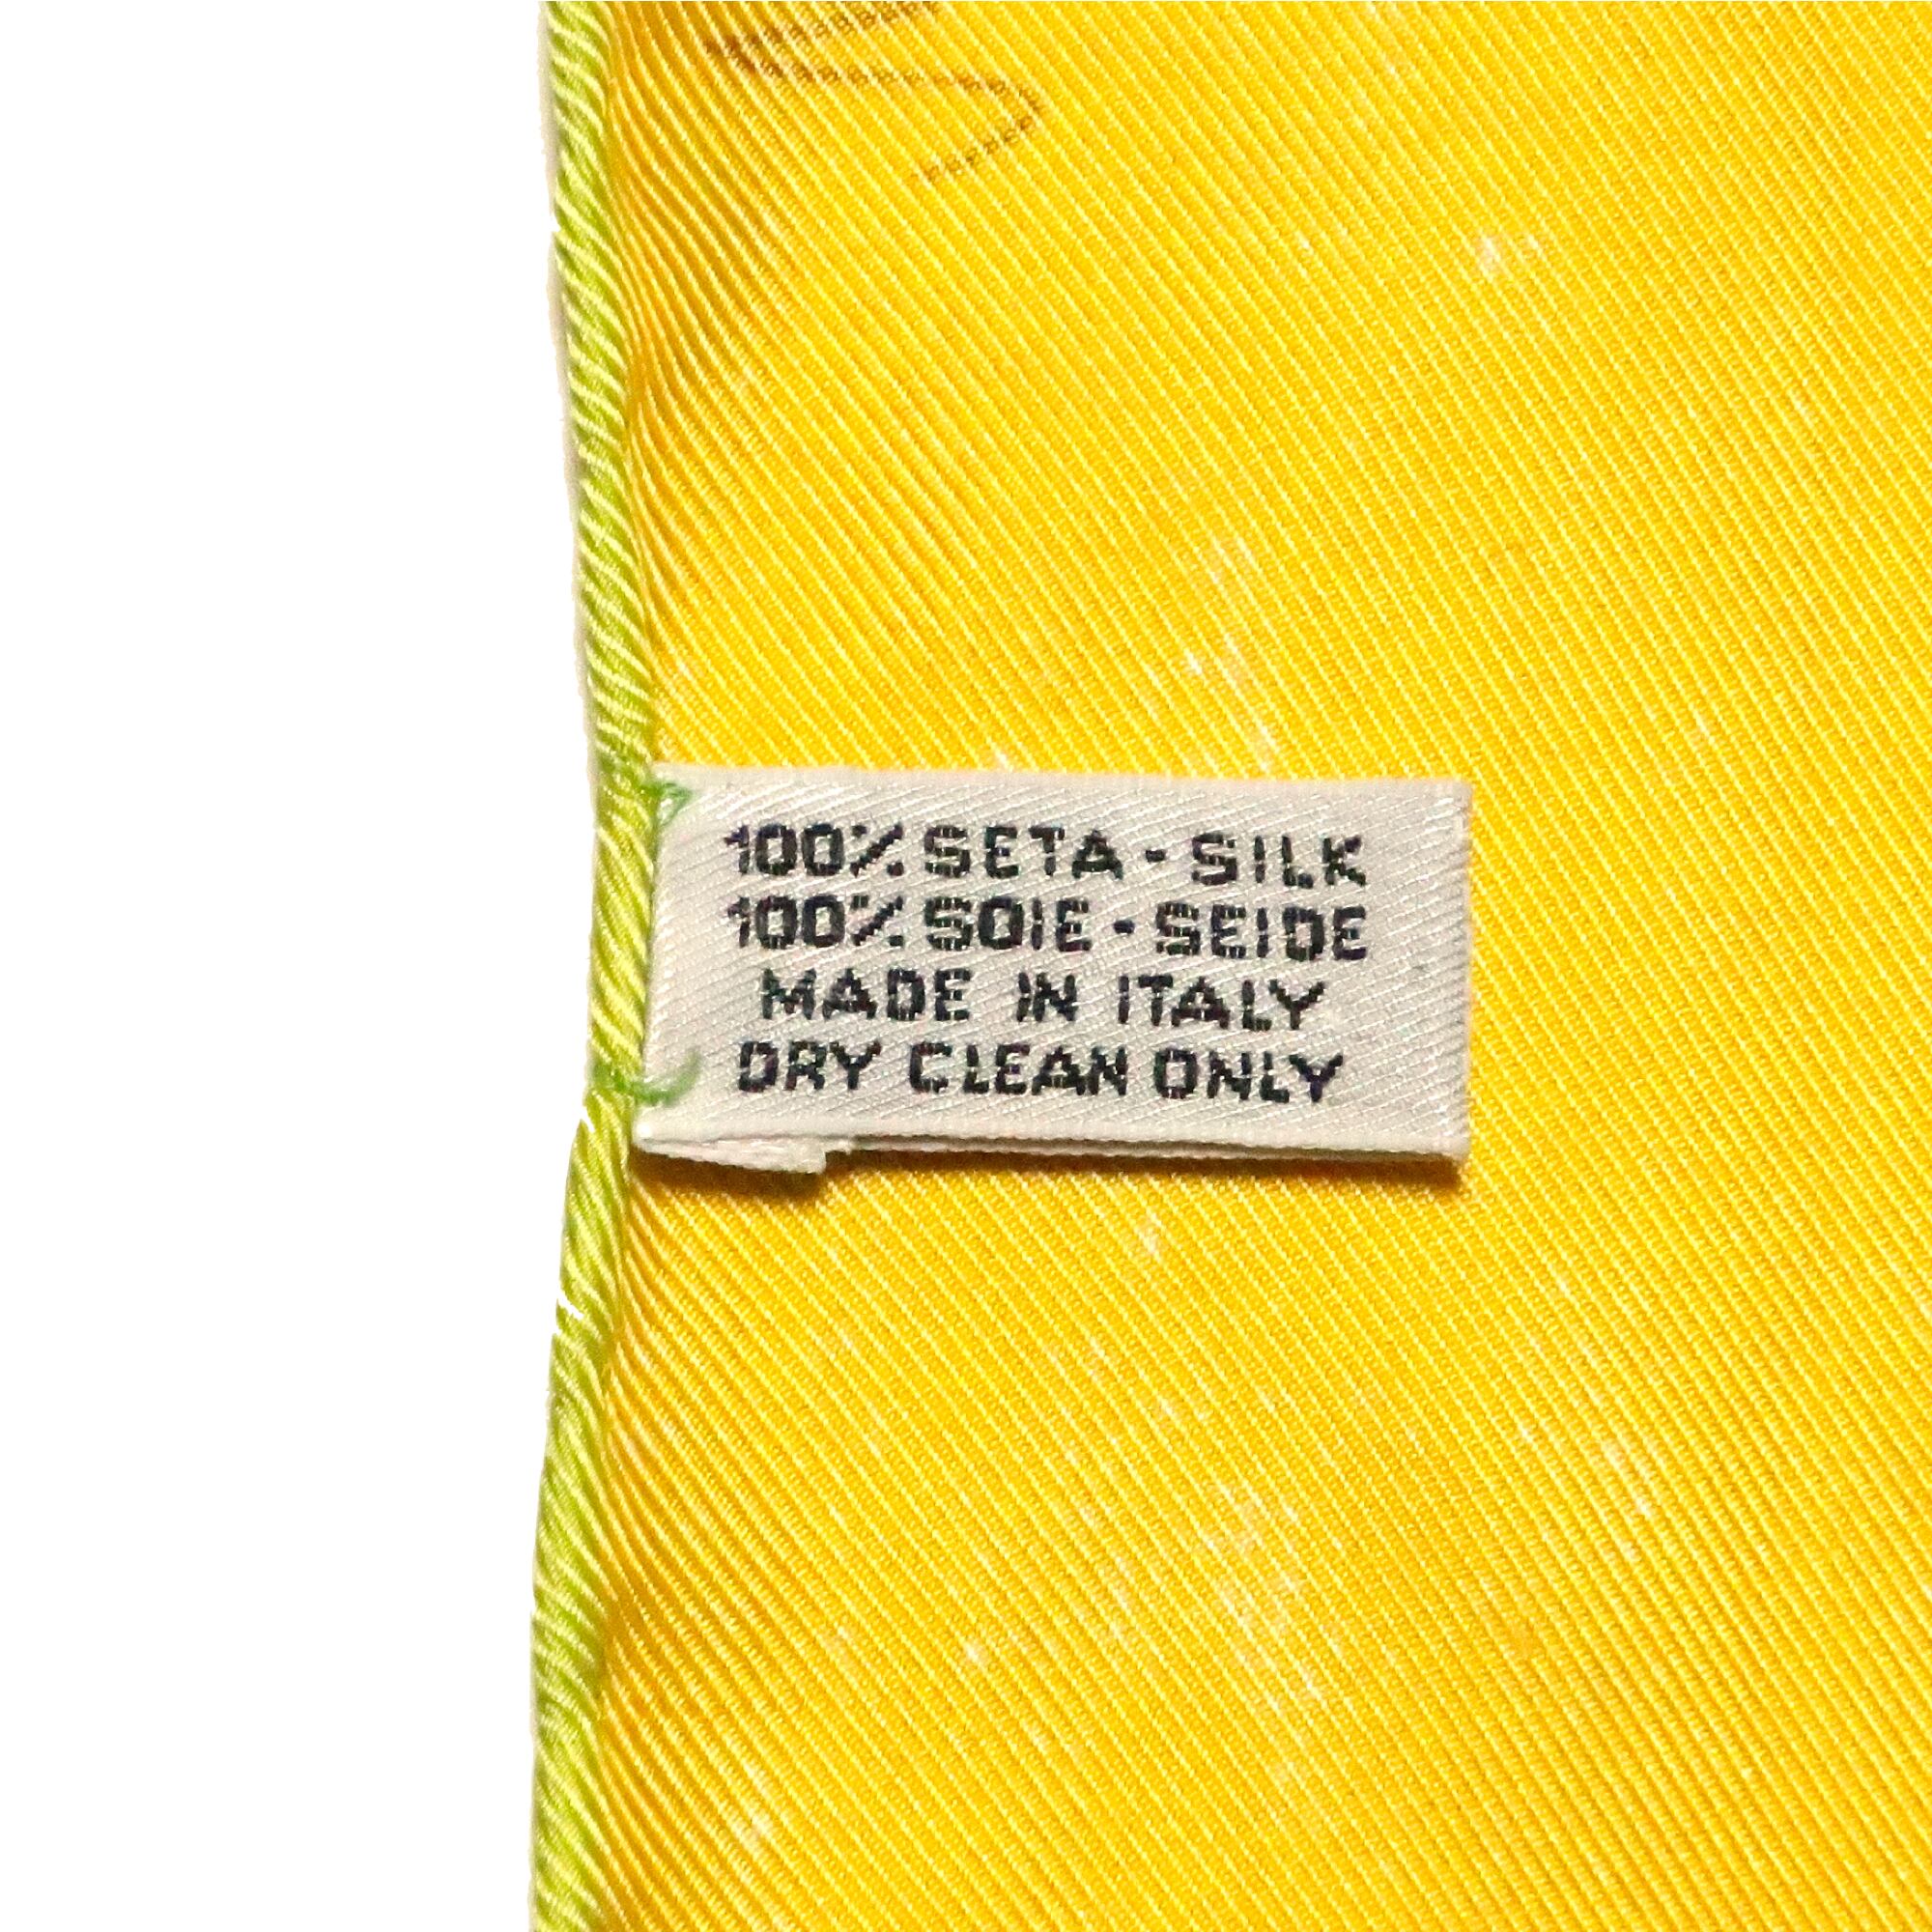 100% SETA - SILK
100% SOIE - SEIDE
MADE IN ITALY
DRY CLEAN ONLY